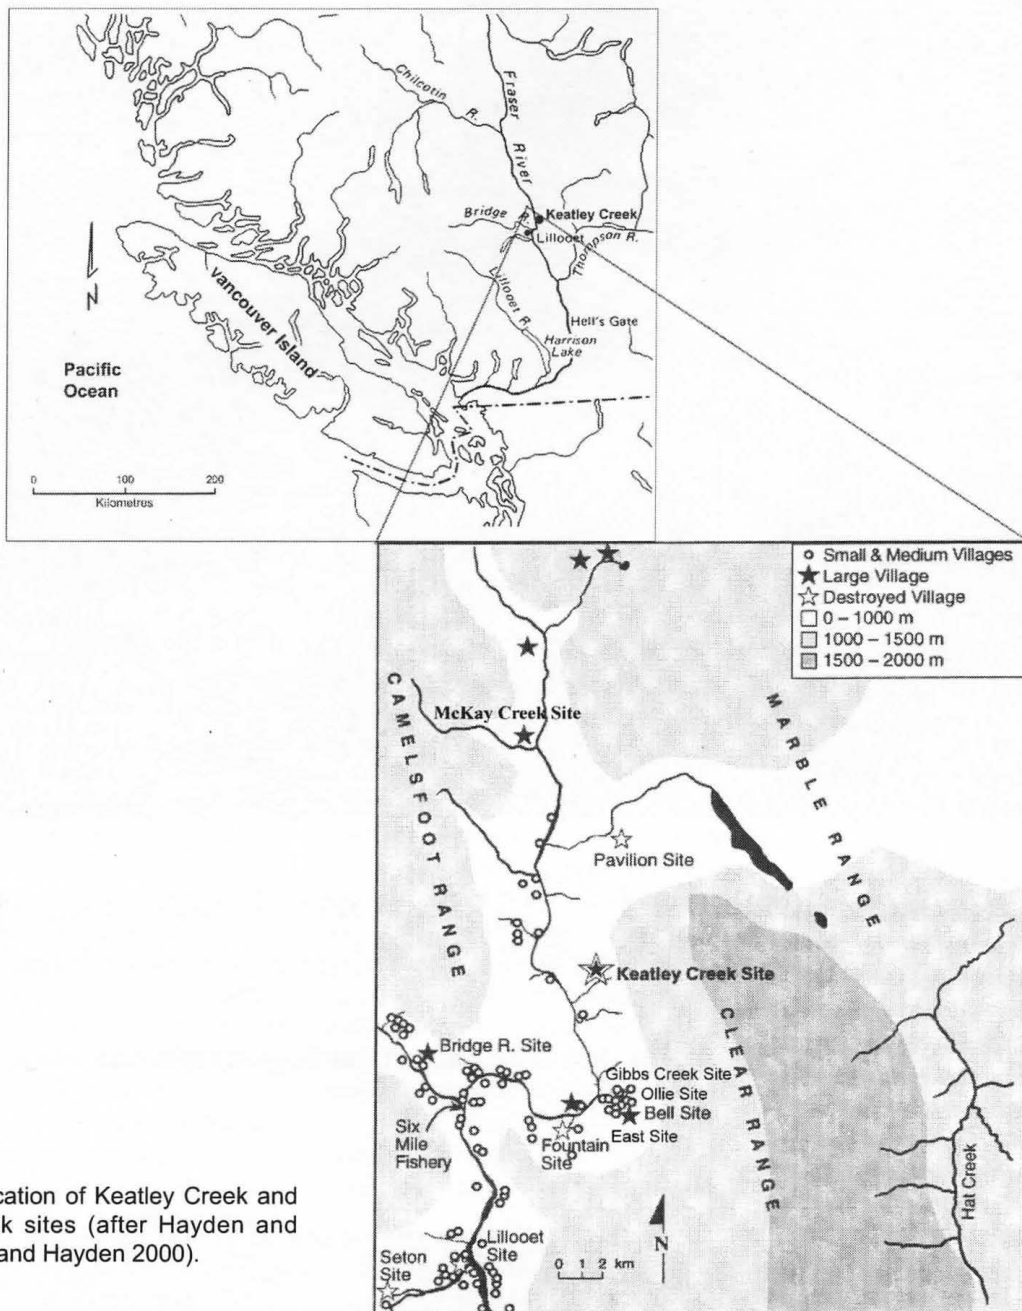 Chilcotin
R.
Fraser
River
Bridge R.
Keatley Creek
Lillooet
Thompson R.
Lillooet R.
Hell's Gate
Harrison
Lake
Vancouver Island
N
Pacific
Ocean
0 100 200
Kilometres
Small & Medium Villages
Large Village
Destroyed Village
0 – 1000 m
1000 – 1500 m
1500 – 2000 m
CAMELSFOOT RANGE
McKay Creek Site
MARBLE RANGE
Pavilion Site
Keatley Creek Site
CLEAR RANGE
Bridge R. Site
Gibbs Creek Site
Ollie Site
Bell Site
East Site
Six
Mile
Fishery
Fountain
Site
Hat Creek
Lillooet
Site
Seton
Site
N
0 1 2 km
cation of Keatley Creek and
k sites (after Hayden and
and Hayden 2000).